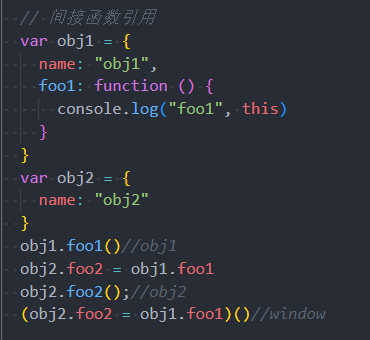 // 间接函数引用
var obj1 = {
  name: "obj1",
  foo1: function () {
    console.log("foo1", this)
  }
}
var obj2 = {
  name: "obj2"
}
obj1.foo1()//obj1
obj2.foo2 = obj1.foo1
obj2.foo2();//obj2
(obj2.foo2 = obj1.foo1)()//window